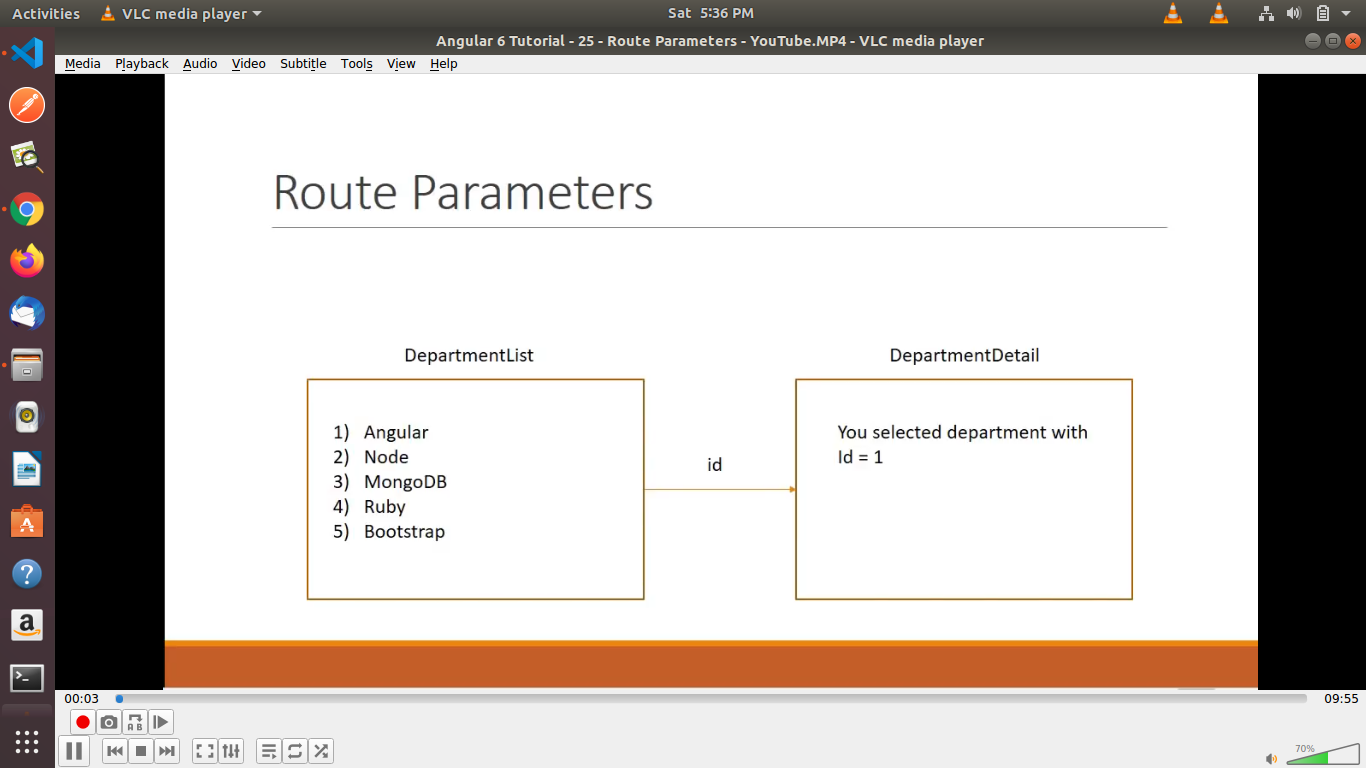 Activities
VLC media player
Sat 5:36 PM
Angular 6 Tutorial - 25 - Route Parameters - YouTube.MP4 - VLC media player
Media Playback Audio Video Subtitle Tools View Help
Route Parameters
DepartmentList
1) Angular
2) Node
3) MongoDB
4) Ruby
5) Bootstrap
id
DepartmentDetail
You selected department with
Id = 1
00:03
09:55
A B
70%